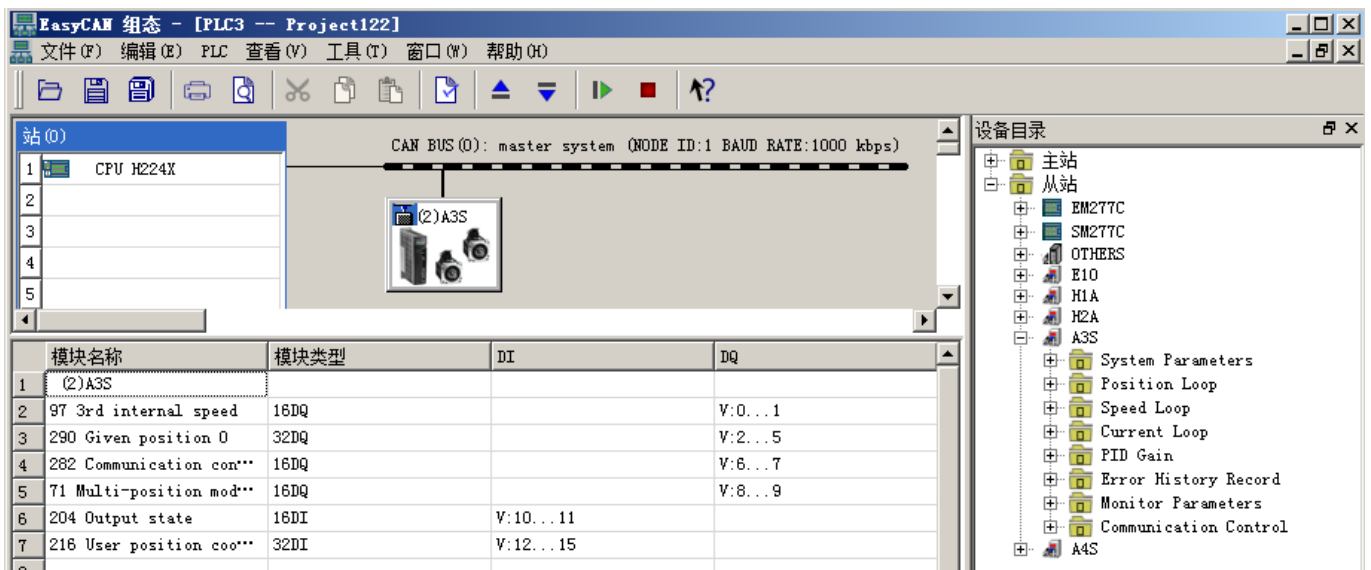 EasyCAN 组态 - [PLC3 -- Project122]
文件(F) 编辑(E) PLC 查看(V) 工具(T) 窗口(W) 帮助(H)
站(0)
1 CPU H224X
2
3
4
5
CAN BUS(0): master system (NODE ID:1 BAUD RATE:1000 kbps)
(2)A3S
模块名称 模块类型 DI DQ
1 (2)A3S
2 97 3rd internal speed 16DQ V:0...1
3 290 Given position 0 32DQ V:2...5
4 282 Communication con... 16DQ V:6...7
5 71 Multi-position mod... 16DQ V:8...9
6 204 Output state 16DI V:10...11
7 216 User position coo... 32DI V:12...15
设备目录
主站
从站
EM277C
SM277C
OTHERS
E10
H1A
H2A
A3S
System Parameters
Position Loop
Speed Loop
Current Loop
PID Gain
Error History Record
Monitor Parameters
Communication Control
A4S